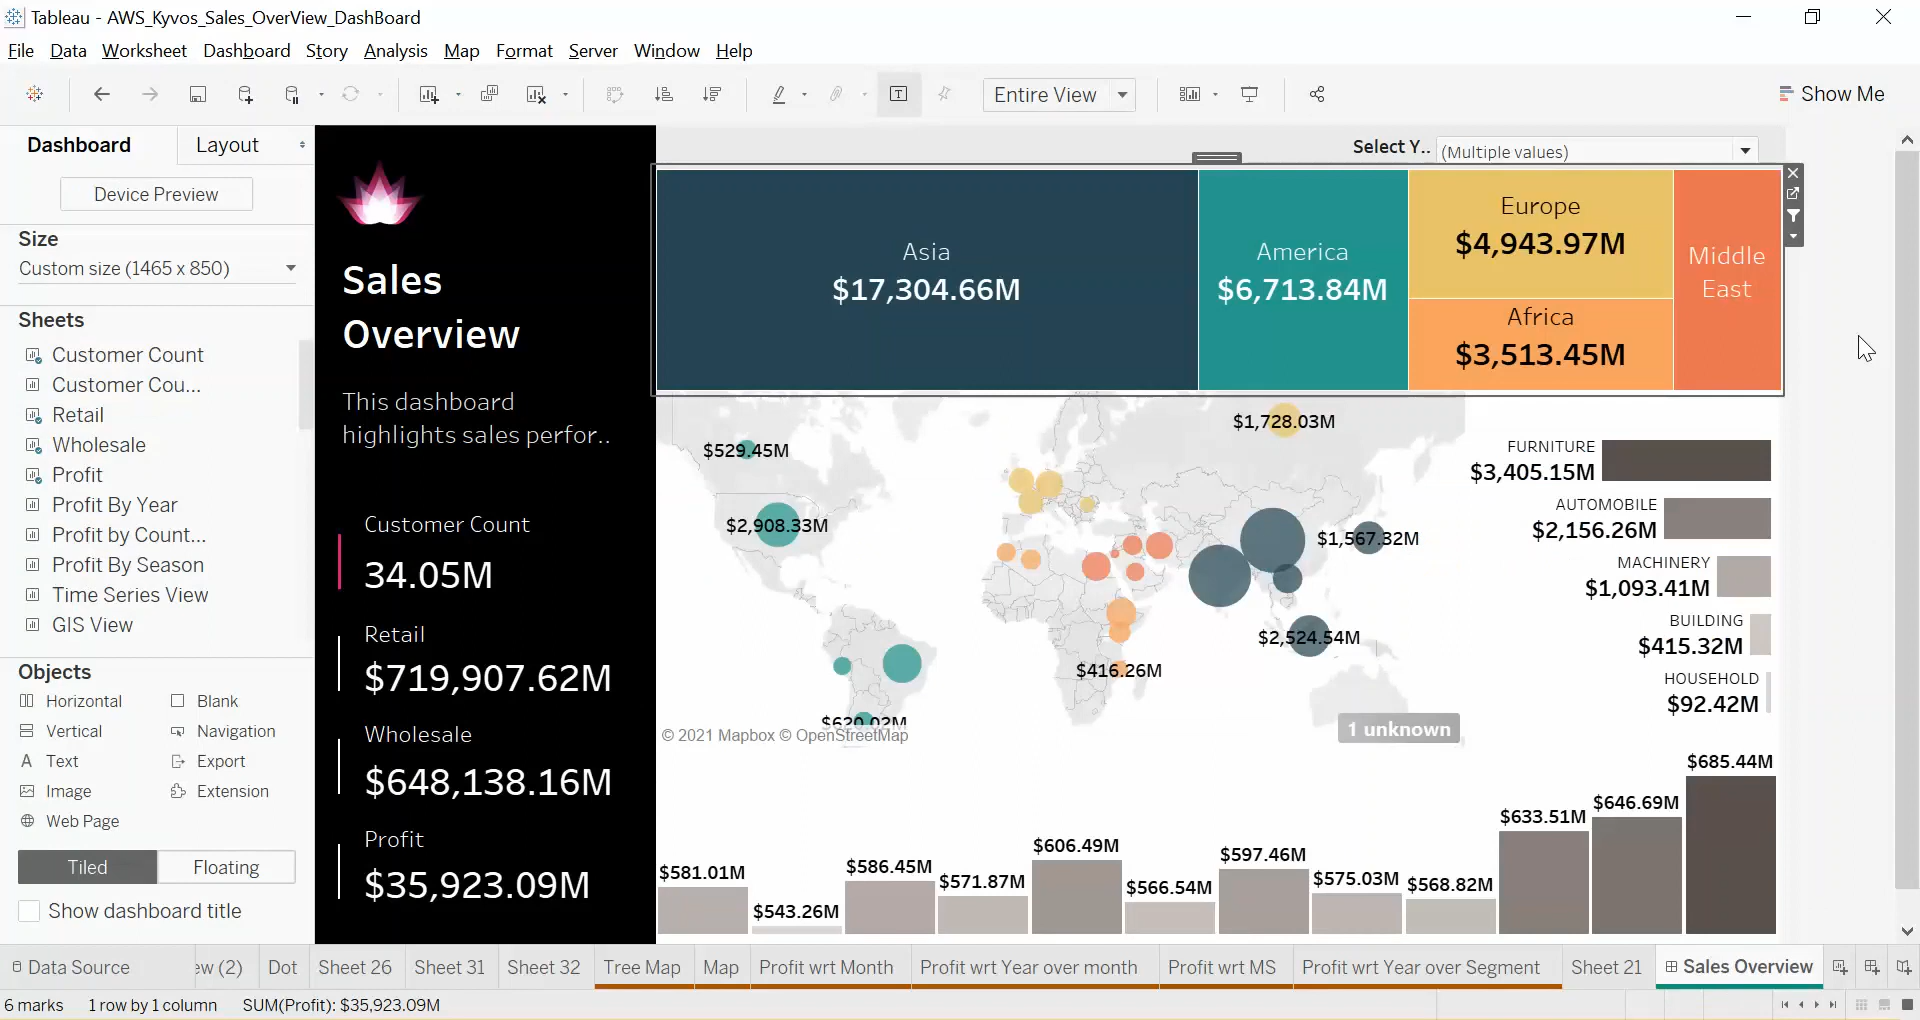 Tableau - AWS_Kyvos_Sales_OverView_DashBoard
File Data Worksheet Dashboard Story Analysis Map Format Server Window Help
Entire View
Show Me
Dashboard
Layout
Device Preview
Size
Custom size (1465 x 850)
Sheets
Customer Count
Customer Cou...
Retail
Wholesale
Profit
Profit By Year
Profit by Count...
Profit By Season
Time Series View
GIS View
Objects
Horizontal
Blank
Vertical
Navigation
Text
Export
Image
Extension
Web Page
Tiled
Floating
Show dashboard title
Sales
Overview
This dashboard
highlights sales perfor..
Customer Count
34.05M
Retail
$719,907.62M
Wholesale
$648,138.16M
Profit
$35,923.09M
Select Y..
(Multiple values)
Asia
$17,304.66M
America
$6,713.84M
Europe
$4,943.97M
Africa
$3,513.45M
Middle
East
$1,728.03M
$529.45M
$2,908.33M
$1,567.32M
$2,524.54M
$416.26M
$620.02M
© 2021 Mapbox © OpenStreetMap
1 unknown
FURNITURE
$3,405.15M
AUTOMOBILE
$2,156.26M
MACHINERY
$1,093.41M
BUILDING
$415.32M
HOUSEHOLD
$92.42M
$581.01M
$543.26M
$586.45M
$571.87M
$606.49M
$566.54M
$597.46M
$575.03M
$568.82M
$633.51M
$646.69M
$685.44M
Data Source
ew (2)
Dot
Sheet 26
Sheet 31
Sheet 32
Tree Map
Map
Profit wrt Month
Profit wrt Year over month
Profit wrt MS
Profit wrt Year over Segment
Sheet 21
Sales Overview
6 marks
1 row by 1 column
SUM(Profit): $35,923.09M